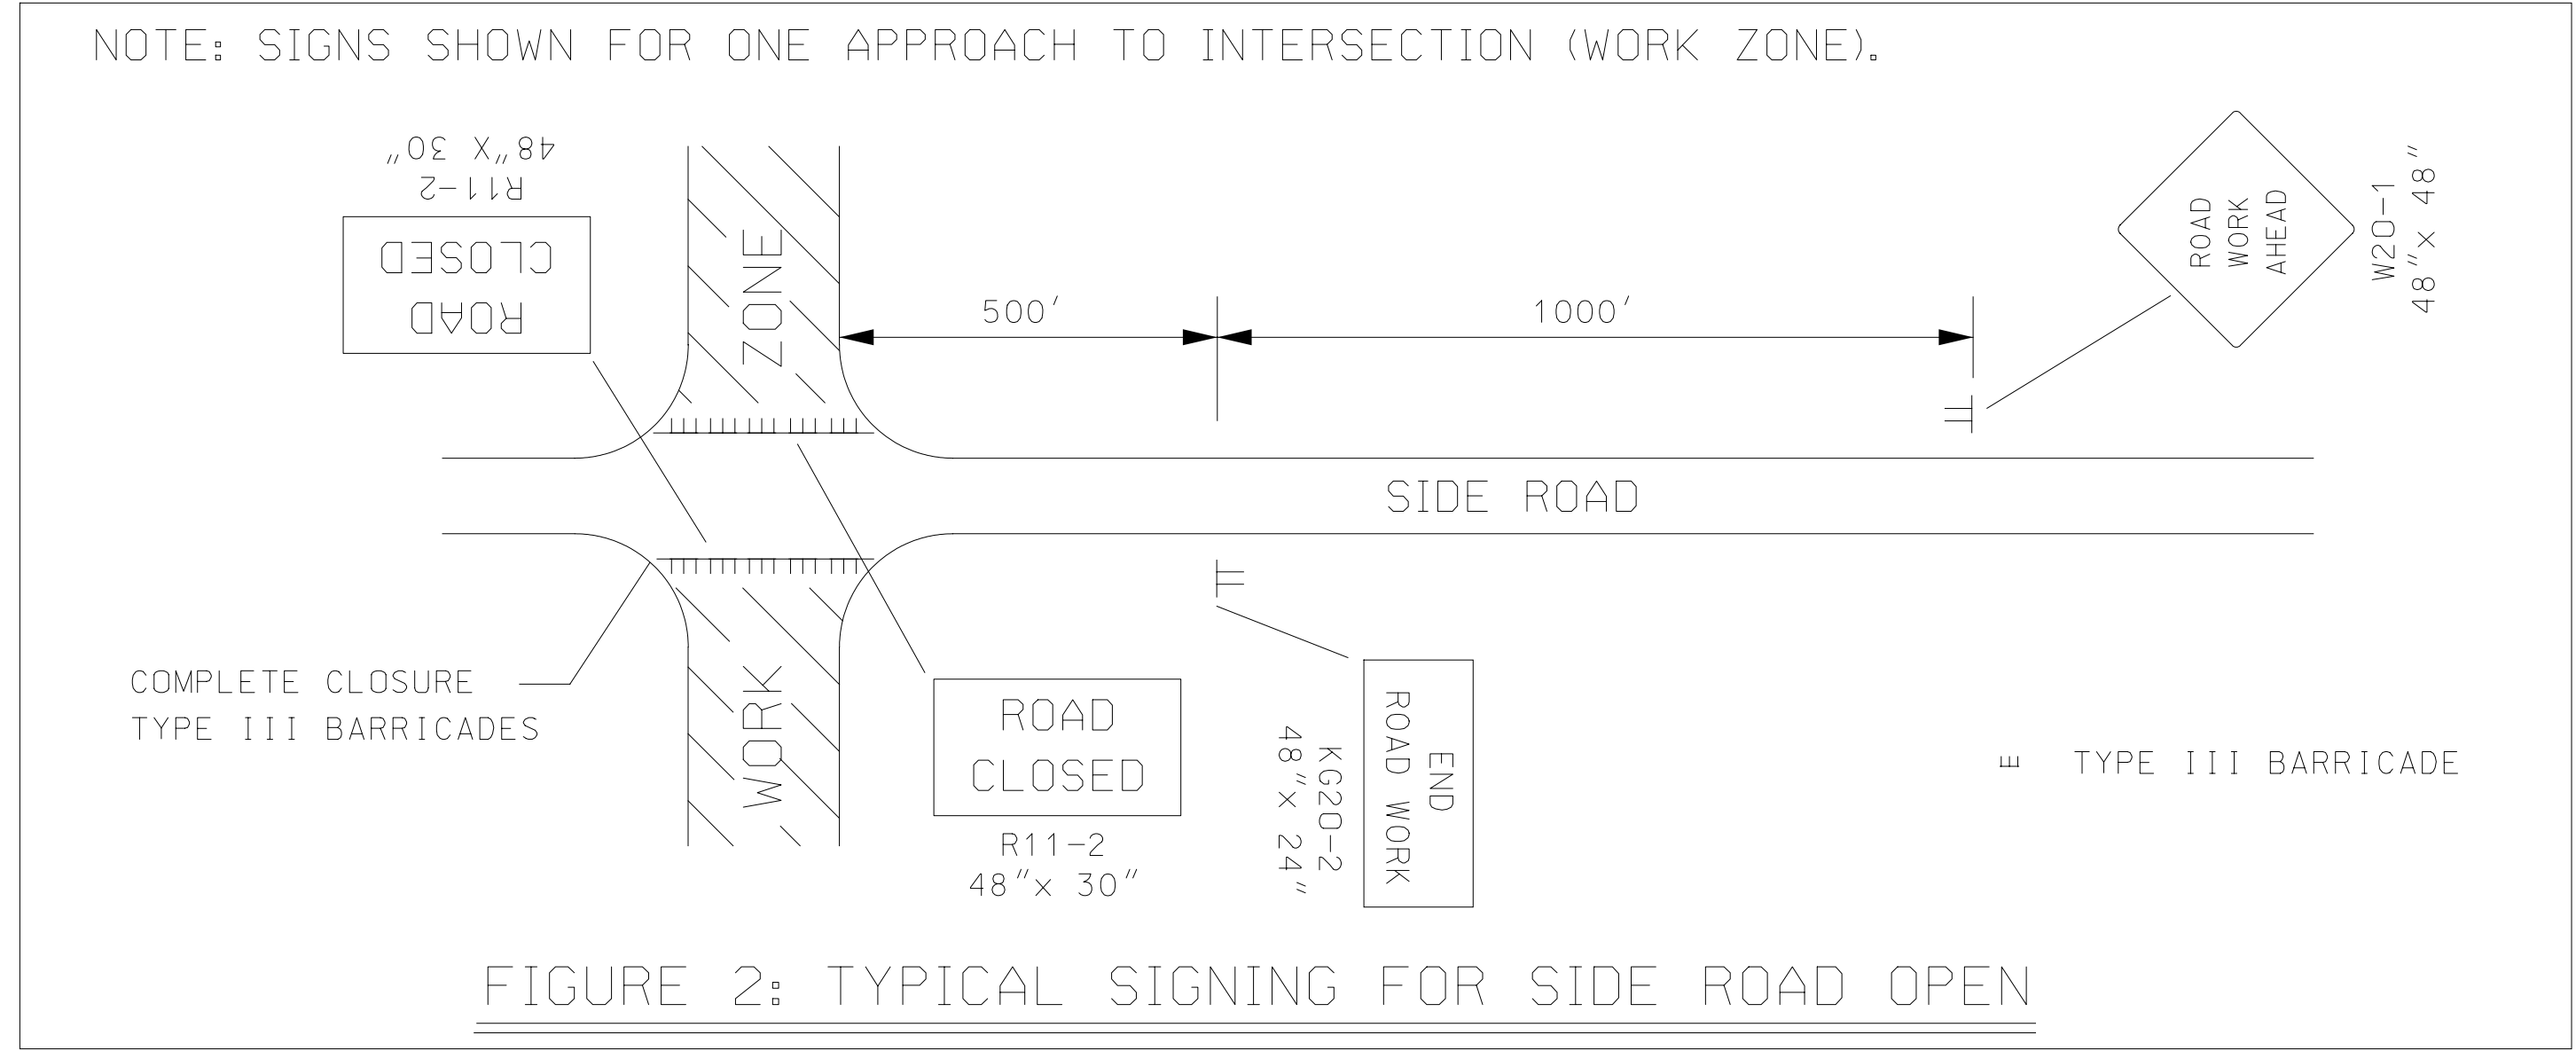 NOTE: SIGNS SHOWN FOR ONE APPROACH TO INTERSECTION (WORK ZONE).
ROAD
CLOSED
R11-2
48"X 30"
ZONE
500'
1000'
ROAD
WORK
AHEAD
W20-1
48"x 48"
SIDE ROAD
COMPLETE CLOSURE
TYPE III BARRICADES
WORK
ROAD
CLOSED
R11-2
48"x 30"
END
ROAD WORK
KG20-2
48"x 24"
TYPE III BARRICADE
FIGURE 2: TYPICAL SIGNING FOR SIDE ROAD OPEN